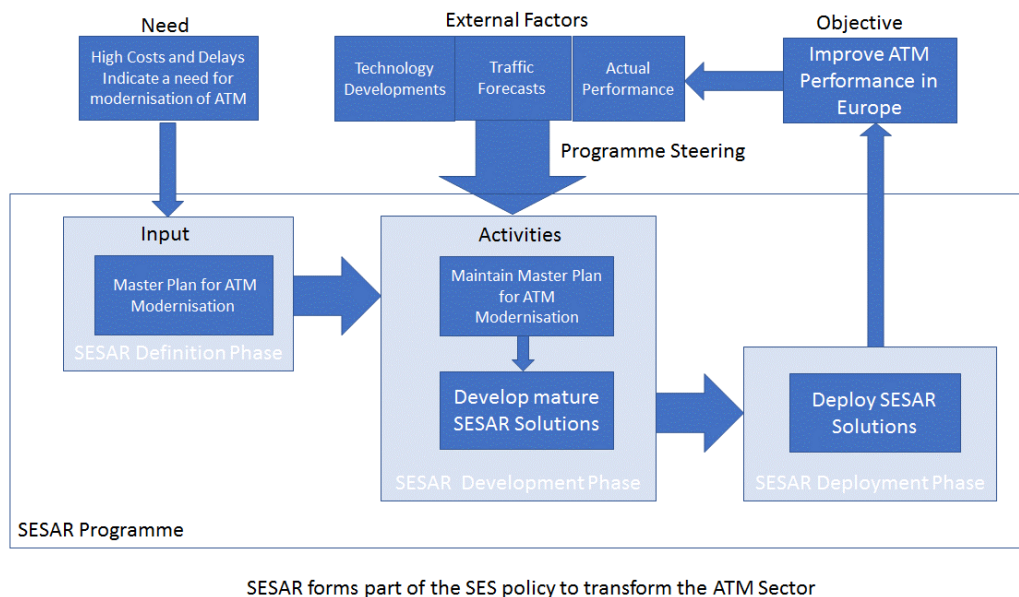 Need
High Costs and Delays
Indicate a need for
modernisation of ATM
External Factors
Technology
Developments
Traffic
Forecasts
Actual
Performance
Objective
Improve ATM
Performance in
Europe
Programme Steering
Input
Master Plan for ATM
Modernisation
SESAR Definition Phase
Activities
Maintain Master Plan
for ATM
Modernisation
Develop mature
SESAR Solutions
SESAR Development Phase
Deploy SESAR
Solutions
SESAR Deployment Phase
SESAR Programme
SESAR forms part of the SES policy to transform the ATM Sector